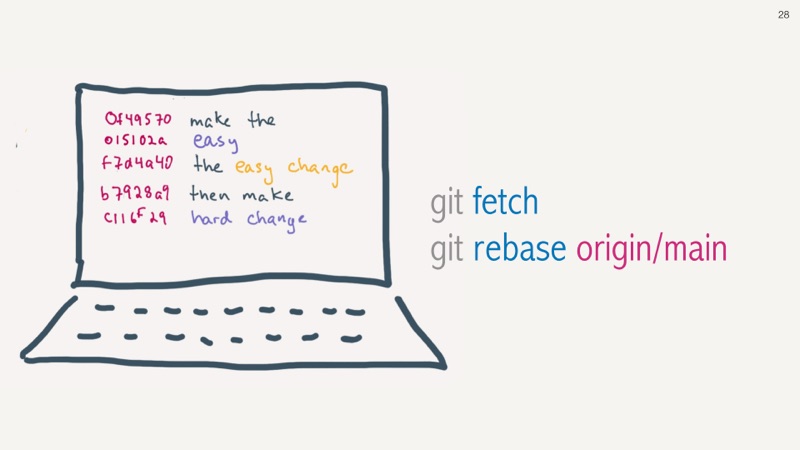 28
0f49570 make the
015102a easy
f7d4a40 the easy change
b7928a9 then make
c116f29 hard change
git fetch
git rebase origin/main